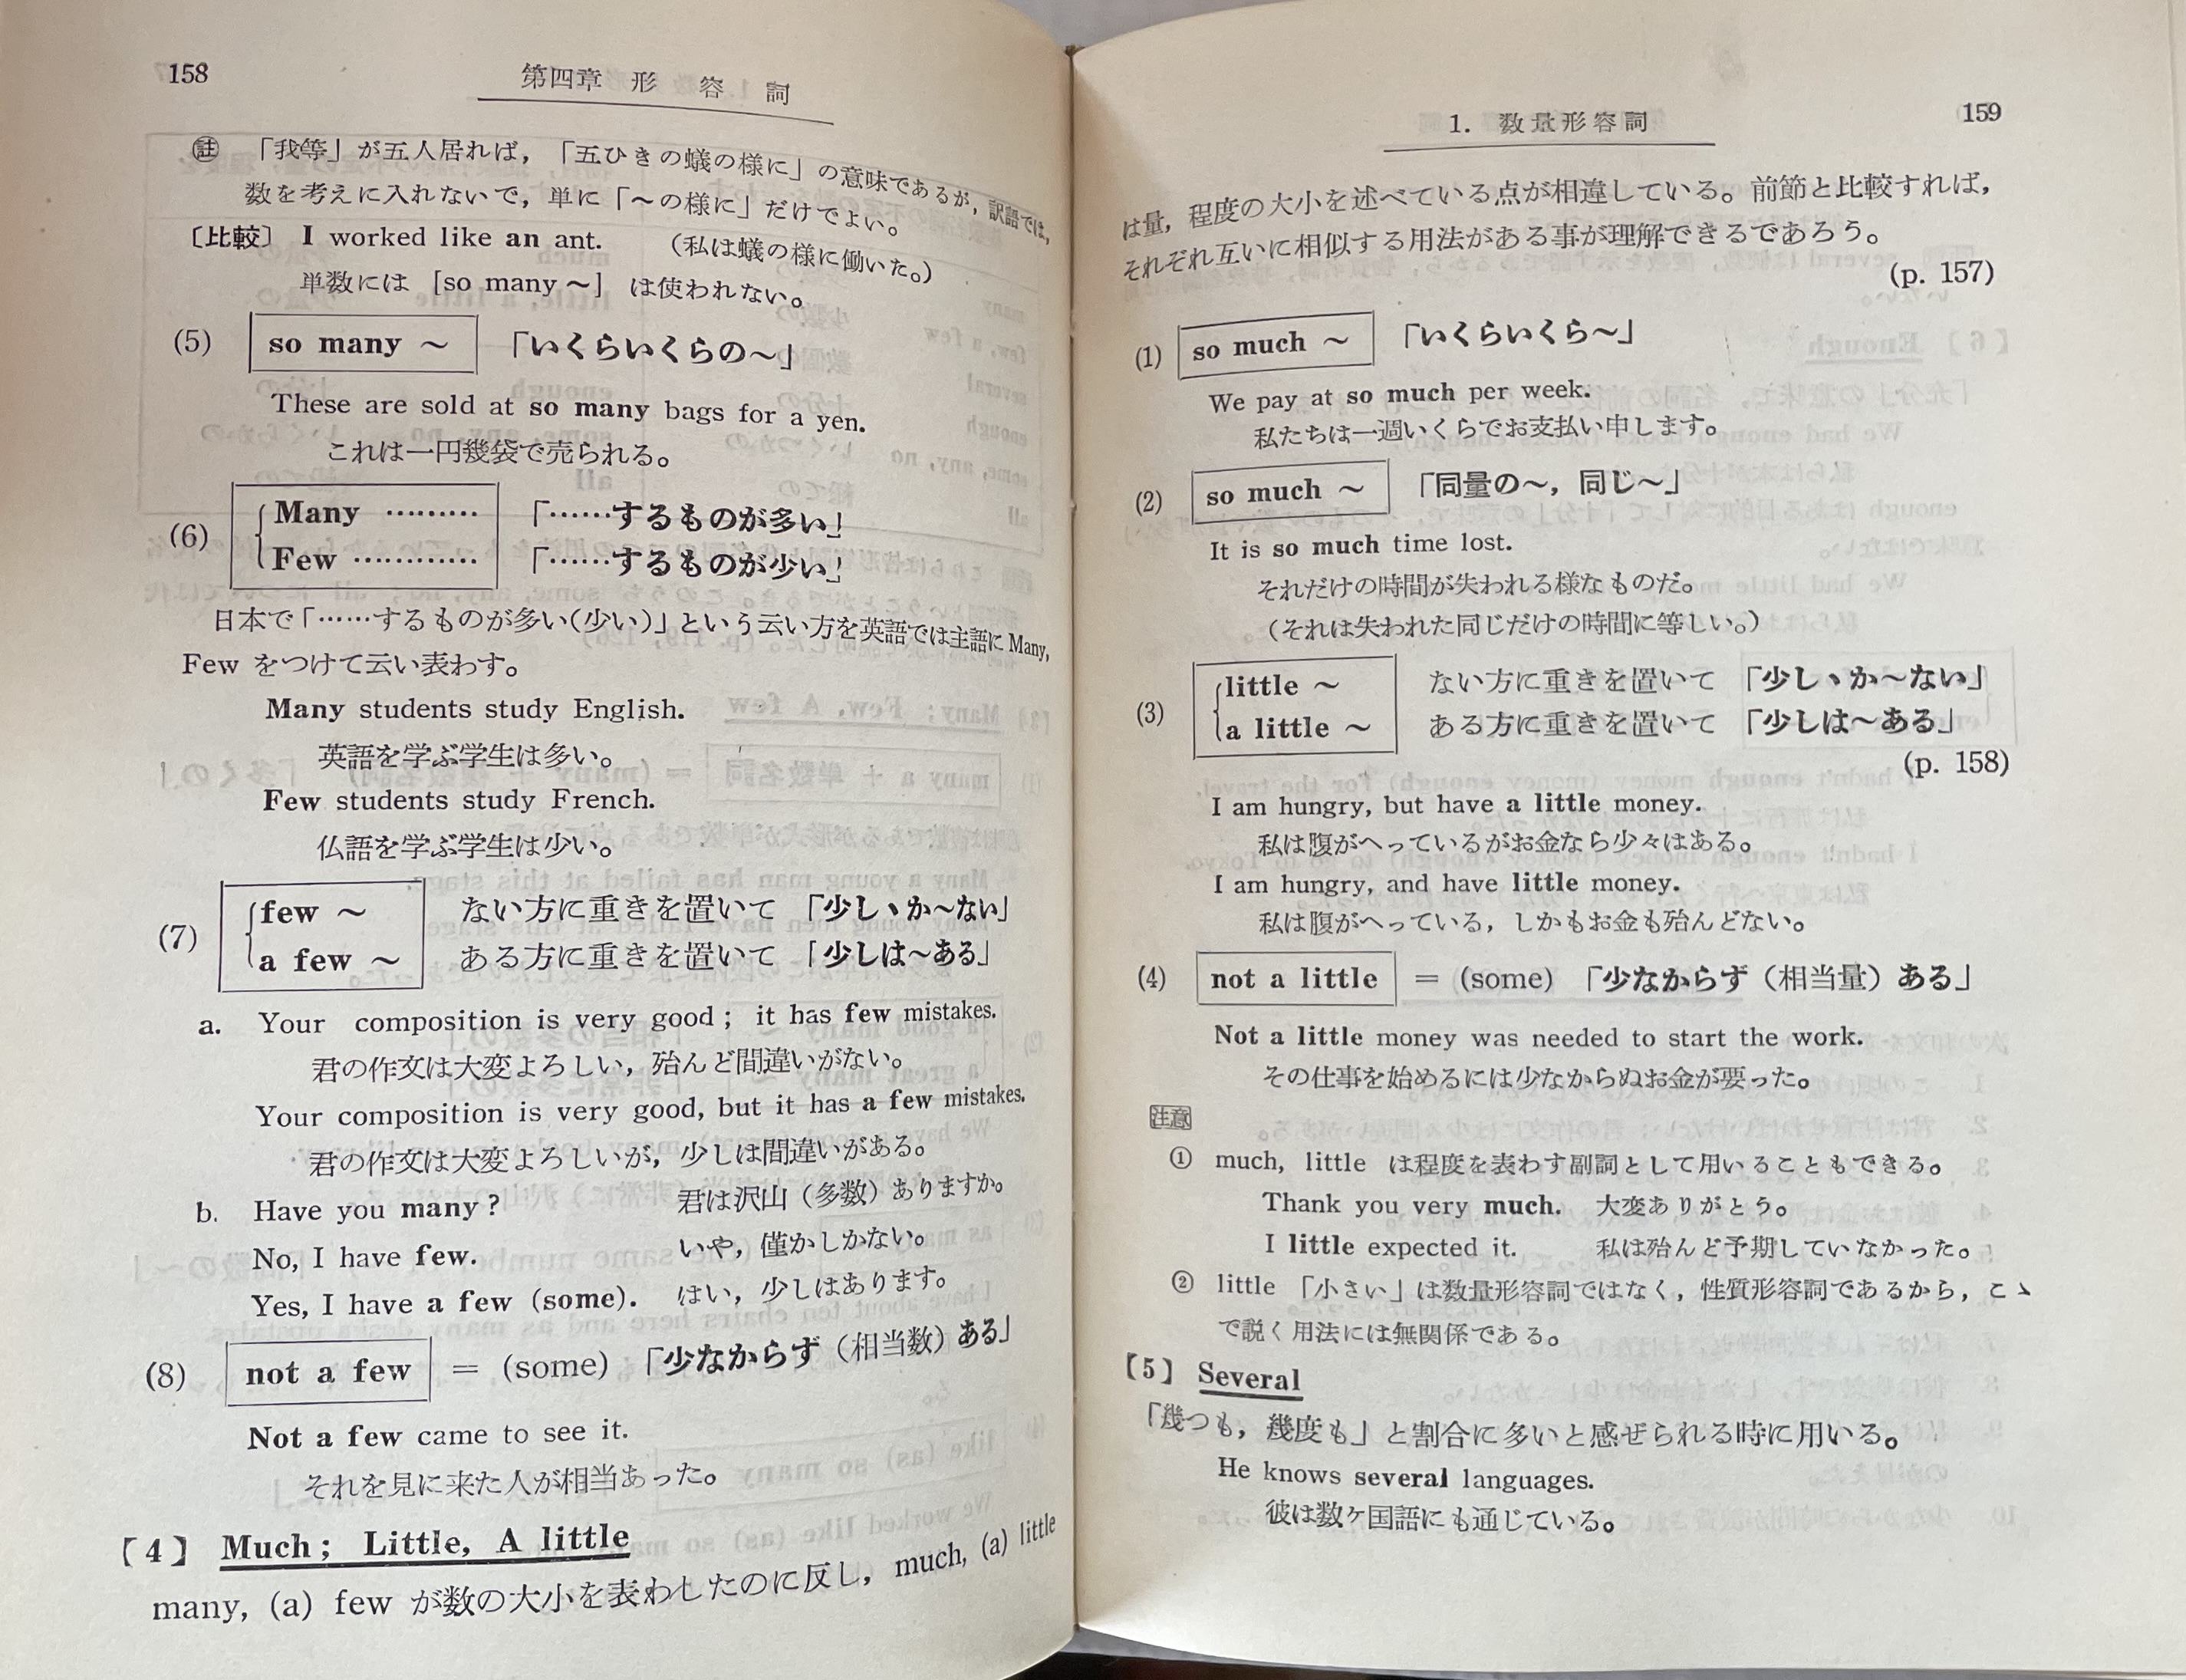 158
第四章 形容詞
註 「我等」が五人居れば，「五ひきの蟻の様に」の意味であるが，訳語では，
数を考えに入れないで，単に「～の様に」だけでよい。
〔比較〕 I worked like an ant. （私は蟻の様に働いた。）
単数には [so many ～] は使われない。
(5) so many ～ 「いくらいくらの～」
These are sold at so many bags for a yen.
これは一円幾袋で売られる。
(6) Many ……… 「……するものが多い」
Few ………… 「……するものが少い」
日本で「……するものが多い(少い)」という云い方を英語では主語に Many,
Few をつけて云い表わす。
Many students study English.
英語を学ぶ学生は多い。
Few students study French.
仏語を学ぶ学生は少い。
(7) few ～ ない方に重きを置いて 「少しゝか～ない」
a few ～ ある方に重きを置いて 「少しは～ある」
a. Your composition is very good ; it has few mistakes.
君の作文は大変よろしい，殆んど間違いがない。
Your composition is very good, but it has a few mistakes.
君の作文は大変よろしいが，少しは間違いがある。
b. Have you many ? 君は沢山（多数）ありますか。
No, I have few. いや，僅かしかない。
Yes, I have a few (some). はい，少しはあります。
(8) not a few = (some) 「少なからず（相当数）ある」
Not a few came to see it.
それを見に来た人が相当あった。
【4】 Much ; Little, A little
many, (a) few が数の大小を表わしたのに反し，much, (a) little
1. 数量形容詞
159
は量，程度の大小を述べている点が相違している。前節と比較すれば，
それぞれ互いに相似する用法がある事が理解できるであろう。
(p. 157)
(1) so much ～ 「いくらいくら～」
We pay at so much per week.
私たちは一週いくらでお支払い申します。
(2) so much ～ 「同量の～，同じ～」
It is so much time lost.
それだけの時間が失われる様なものだ。
（それは失われた同じだけの時間に等しい。）
(3) little ～ ない方に重きを置いて 「少しゝか～ない」
a little ～ ある方に重きを置いて 「少しは～ある」
(p. 158)
I am hungry, but have a little money.
私は腹がへっているがお金なら少々はある。
I am hungry, and have little money.
私は腹がへっている，しかもお金も殆んどない。
(4) not a little = (some) 「少なからず（相当量）ある」
Not a little money was needed to start the work.
その仕事を始めるには少なからぬお金が要った。
注意
① much, little は程度を表わす副詞として用いることもできる。
Thank you very much. 大変ありがとう。
I little expected it. 私は殆んど予期していなかった。
② little 「小さい」は数量形容詞ではなく，性質形容詞であるから，こゝ
で説く用法には無関係である。
【5】 Several
「幾つも，幾度も」と割合に多いと感ぜられる時に用いる。
He knows several languages.
彼は数ヶ国語にも通じている。